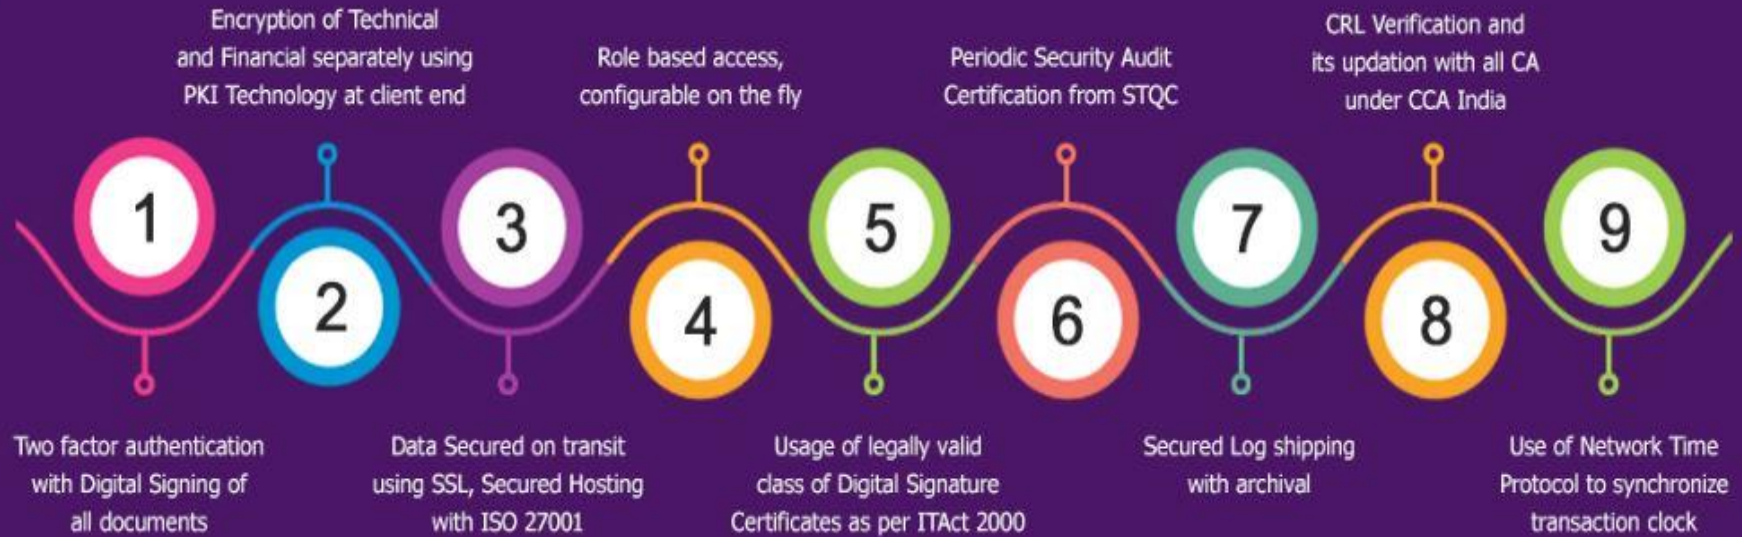 1
Two factor authentication
with Digital Signing of
all documents
2
Encryption of Technical
and Financial separately using
PKI Technology at client end
3
Data Secured on transit
using SSL, Secured Hosting
with ISO 27001
4
Role based access,
configurable on the fly
5
Usage of legally valid
class of Digital Signature
Certificates as per ITAct 2000
6
Periodic Security Audit
Certification from STQC
7
Secured Log shipping
with archival
8
CRL Verification and
its updation with all CA
under CCA India
9
Use of Network Time
Protocol to synchronize
transaction clock